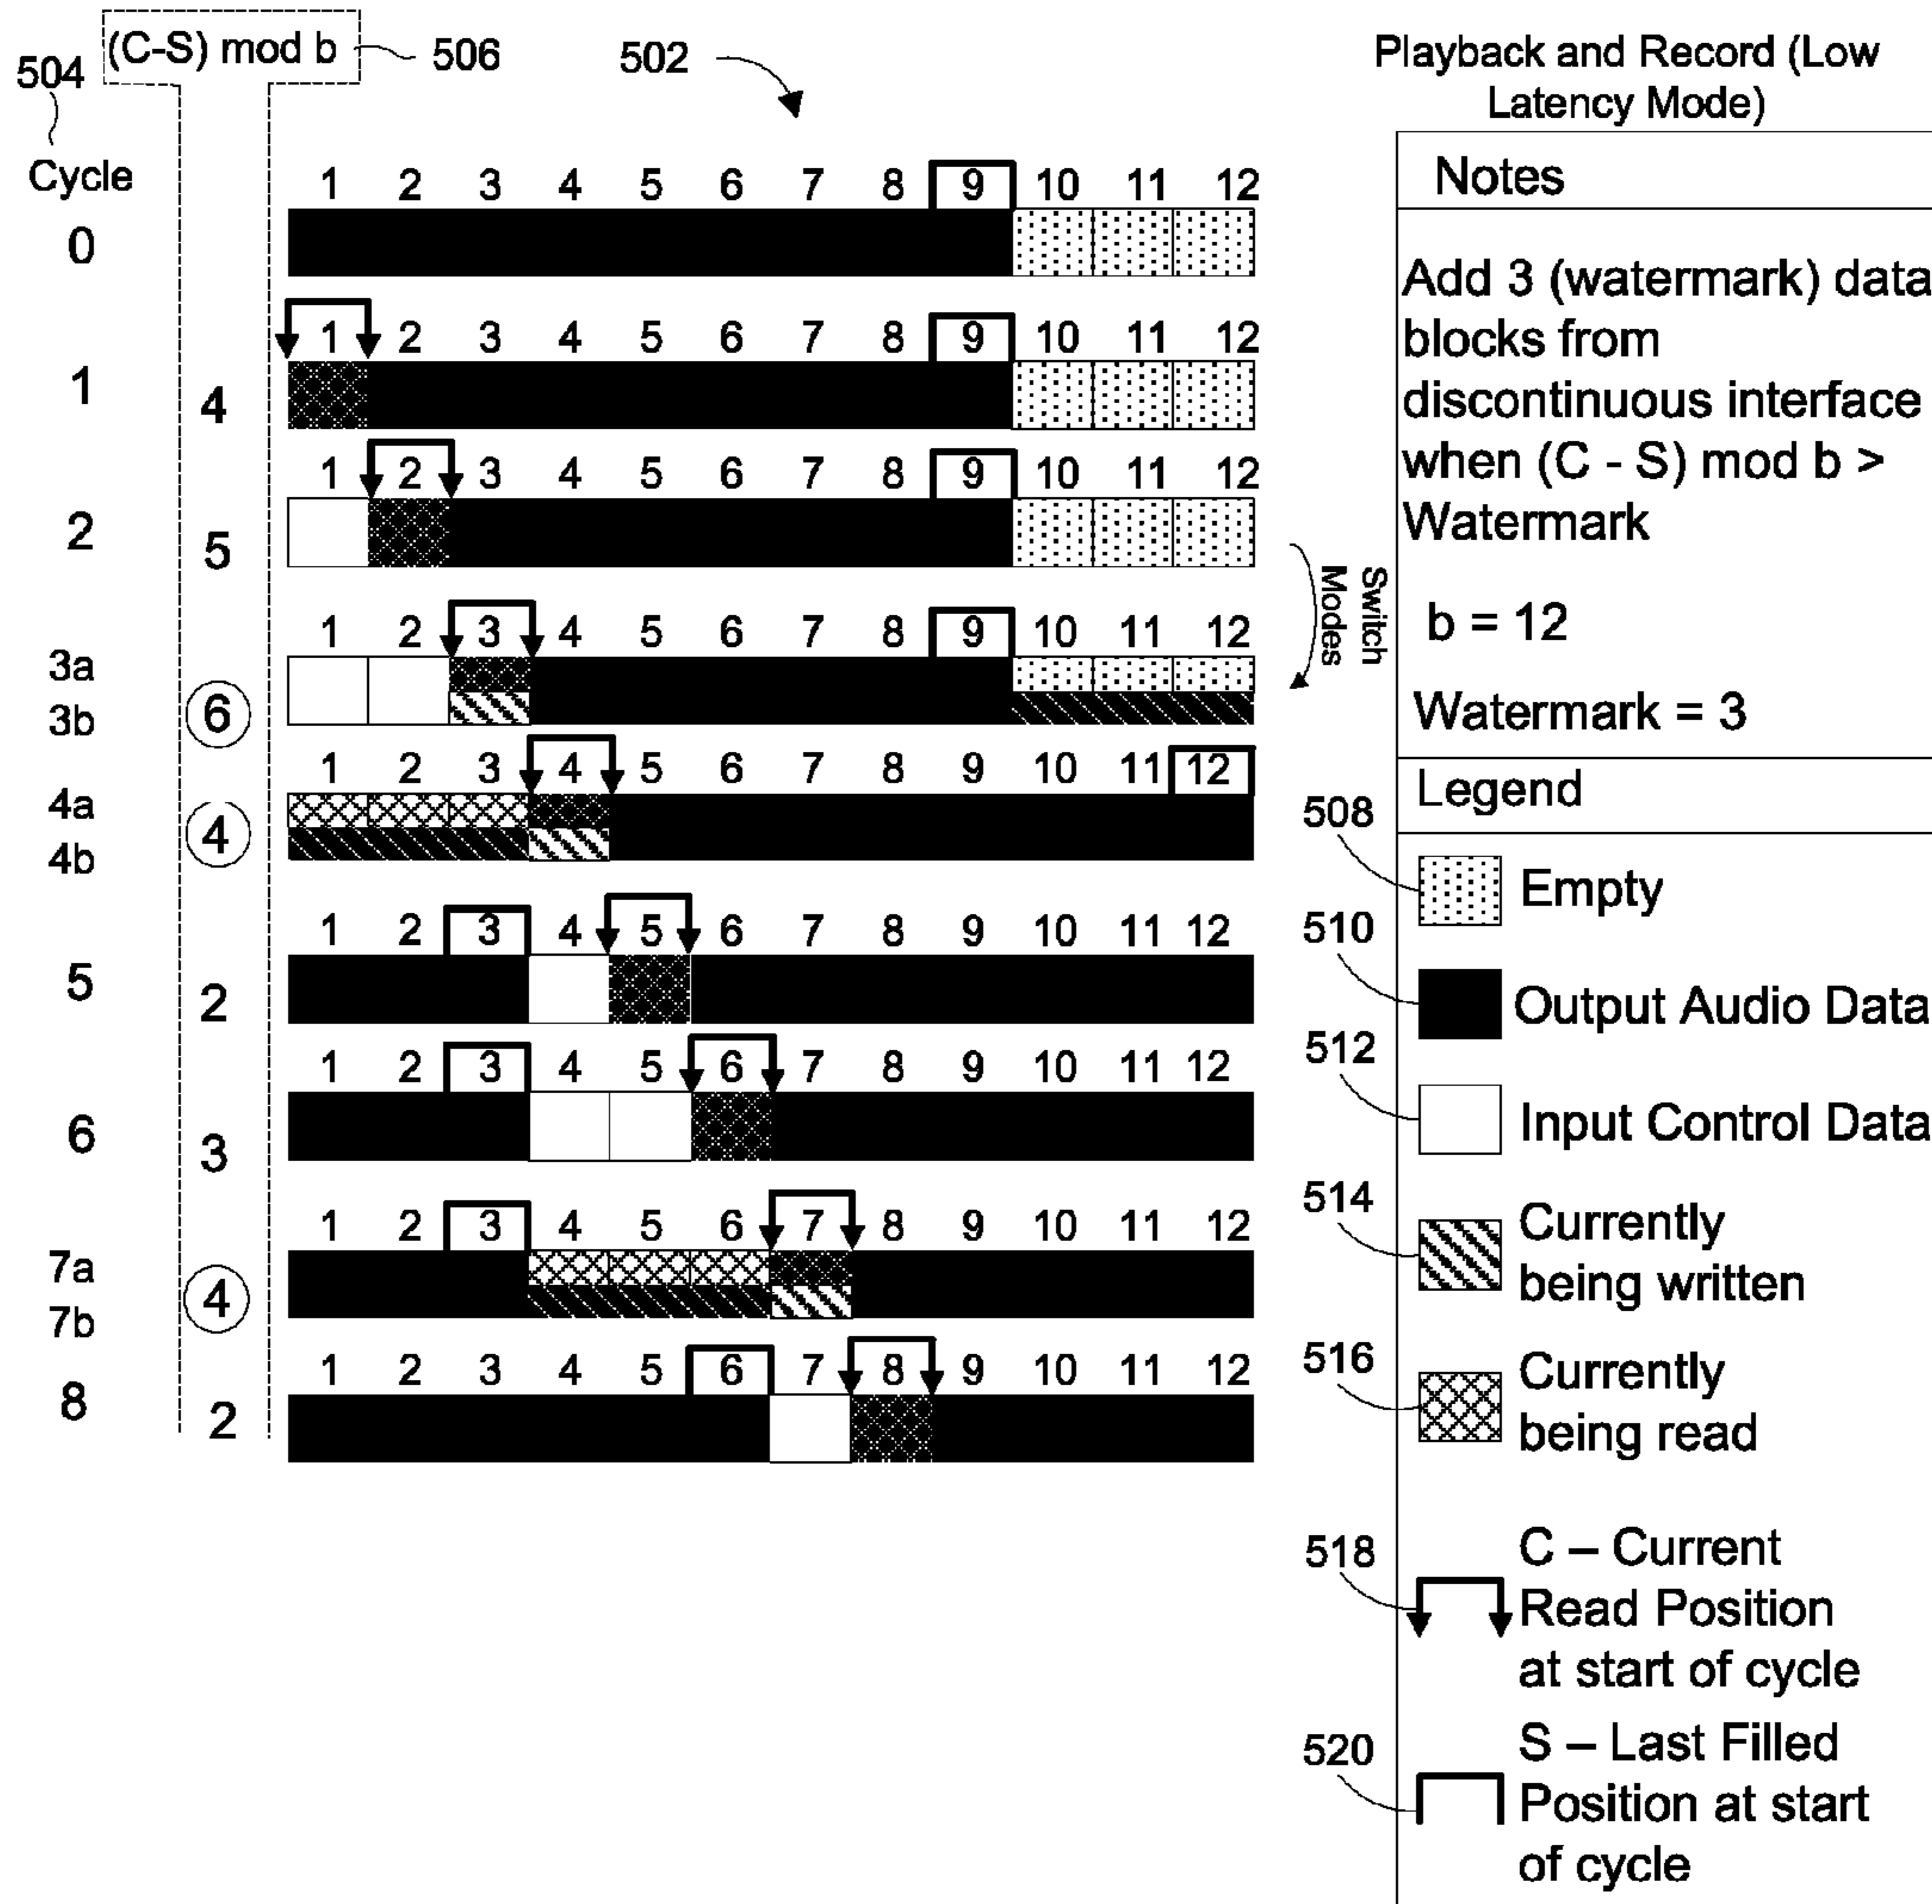 504
(C-S) mod b
506
502
Cycle
Playback and Record (Low
Latency Mode)
1 2 3 4 5 6 7 8 9 10 11 12
0
1 2 3 4 5 6 7 8 9 10 11 12
1 4
1 2 3 4 5 6 7 8 9 10 11 12
2 5
Switch
Modes
1 2 3 4 5 6 7 8 9 10 11 12
3a
3b
6
1 2 3 4 5 6 7 8 9 10 11 12
4a
4b
4
1 2 3 4 5 6 7 8 9 10 11 12
5 2
1 2 3 4 5 6 7 8 9 10 11 12
6 3
1 2 3 4 5 6 7 8 9 10 11 12
7a
7b
4
1 2 3 4 5 6 7 8 9 10 11 12
8 2
Notes
Add 3 (watermark) data
blocks from
discontinuous interface
when (C - S) mod b >
Watermark
b = 12
Watermark = 3
Legend
508
Empty
510
Output Audio Data
512
Input Control Data
514
Currently
being written
516
Currently
being read
518
C – Current
Read Position
at start of cycle
520
S – Last Filled
Position at start
of cycle